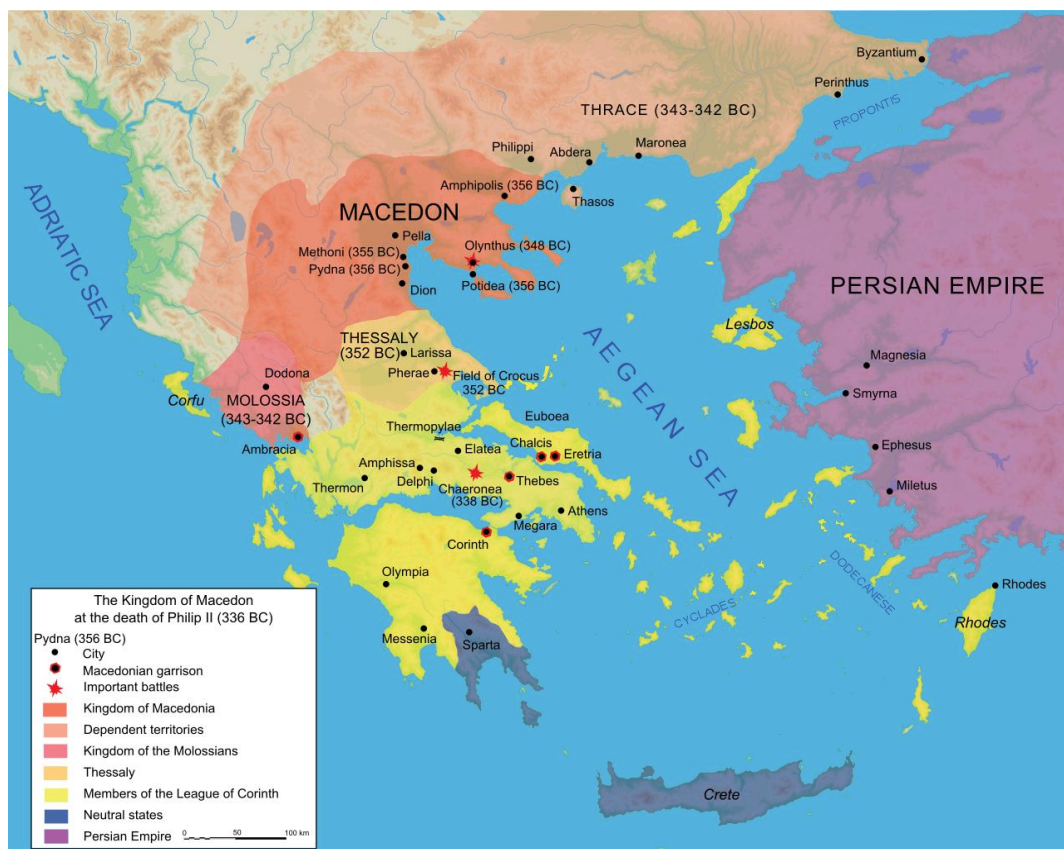 Byzantium
Perinthus
PROPONTIS
THRACE (343-342 BC)
Philippi
Abdera
Maronea
Amphipolis (356 BC)
Thasos
MACEDON
ADRIATIC SEA
Pella
Methoni (355 BC)
Olynthus (348 BC)
Pydna (356 BC)
Potidea (356 BC)
Dion
PERSIAN EMPIRE
Lesbos
THESSALY
(352 BC)
Larissa
Pherae
Field of Crocus
352 BC
AEGEAN SEA
Magnesia
Smyrna
Dodona
Corfu
MOLOSSIA
(343-342 BC)
Ambracia
Thermopylae
Euboea
Elatea
Chalcis
Eretria
Ephesus
Amphissa
Thermon
Delphi
Chaeronea
(338 BC)
Thebes
Miletus
Megara
Athens
Corinth
Olympia
DODECANESE
Rhodes
CYCLADES
Rhodes
Messenia
Sparta
Crete
The Kingdom of Macedon
at the death of Philip II (336 BC)
Pydna (356 BC)
City
Macedonian garrison
Important battles
Kingdom of Macedonia
Dependent territories
Kingdom of the Molossians
Thessaly
Members of the League of Corinth
Neutral states
Persian Empire
0 50 100 km